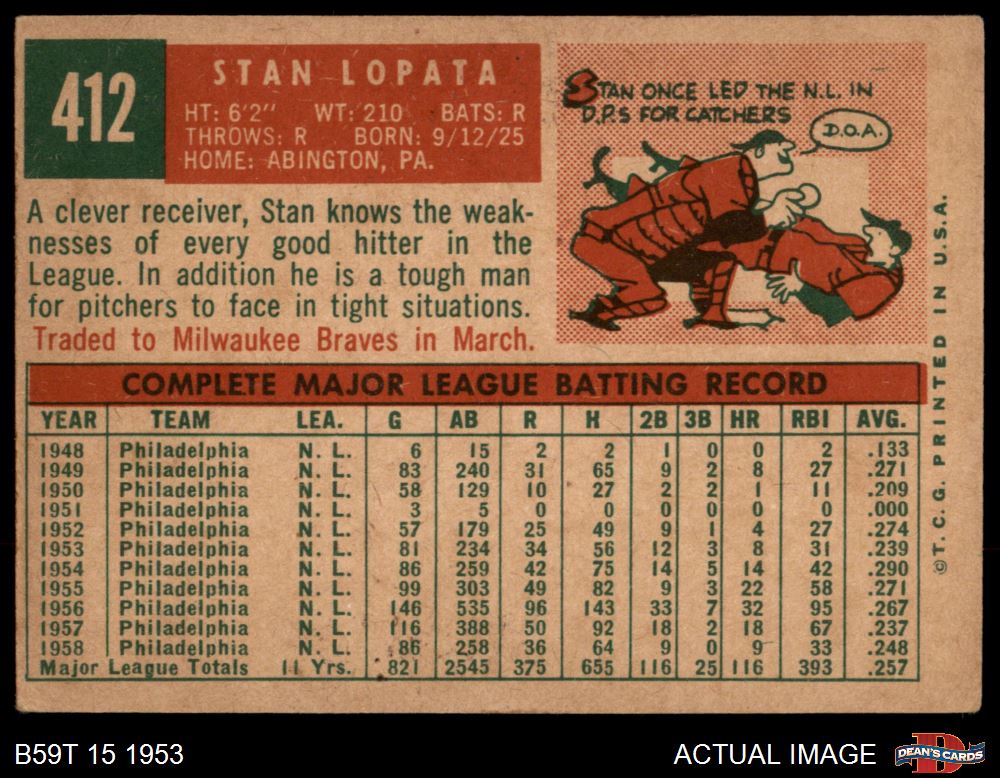 412
STAN LOPATA
HT: 6'2" WT: 210 BATS: R
THROWS: R BORN: 9/12/25
HOME: ABINGTON, PA.
STAN ONCE LED THE N.L. IN
D.P.S FOR CATCHERS
D.O.A.
A clever receiver, Stan knows the weak-
nesses of every good hitter in the
League. In addition he is a tough man
for pitchers to face in tight situations.
Traded to Milwaukee Braves in March.
COMPLETE MAJOR LEAGUE BATTING RECORD
YEAR TEAM LEA. G AB R H 2B 3B HR RBI AVG.
1948 Philadelphia N. L. 6 15 2 2 1 0 0 2 .133
1949 Philadelphia N. L. 83 240 31 65 9 2 8 27 .271
1950 Philadelphia N. L. 58 129 10 27 2 2 1 11 .209
1951 Philadelphia N. L. 3 5 0 0 0 0 0 0 .000
1952 Philadelphia N. L. 57 179 25 49 9 1 4 27 .274
1953 Philadelphia N. L. 81 234 34 56 12 3 8 31 .239
1954 Philadelphia N. L. 86 259 42 75 14 5 14 42 .290
1955 Philadelphia N. L. 99 303 49 82 9 3 22 58 .271
1956 Philadelphia N. L. 146 535 96 143 33 7 32 95 .267
1957 Philadelphia N. L. 116 388 50 92 18 2 18 67 .237
1958 Philadelphia N. L. 86 258 36 64 9 0 9 33 .248
Major League Totals 11 Yrs. 821 2545 375 655 116 25 116 393 .257
©T. C. G. PRINTED IN U.S.A.
B59T 15 1953
ACTUAL IMAGE
DEAN'S CARDS